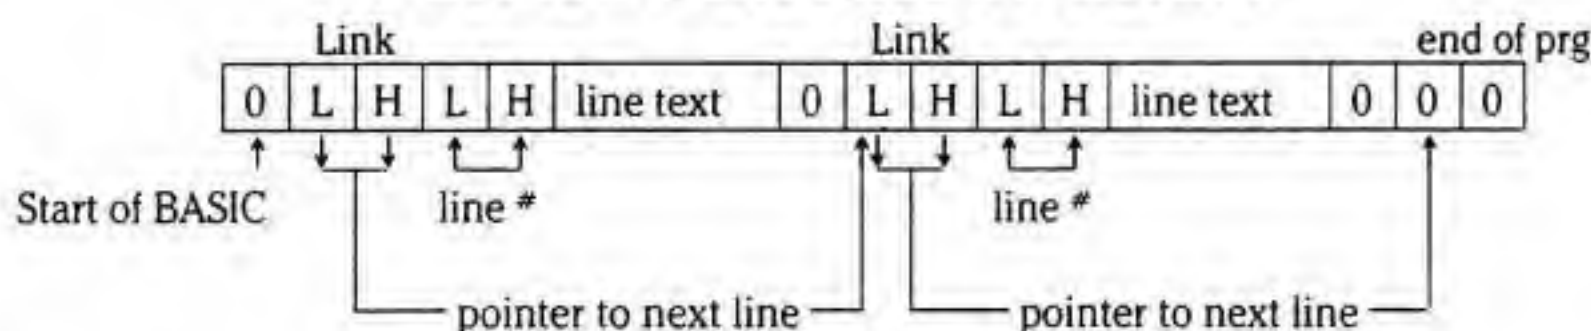 Link Link end of prg
0 L H L H line text 0 L H L H line text 0 0 0
Start of BASIC line # line #
pointer to next line pointer to next line